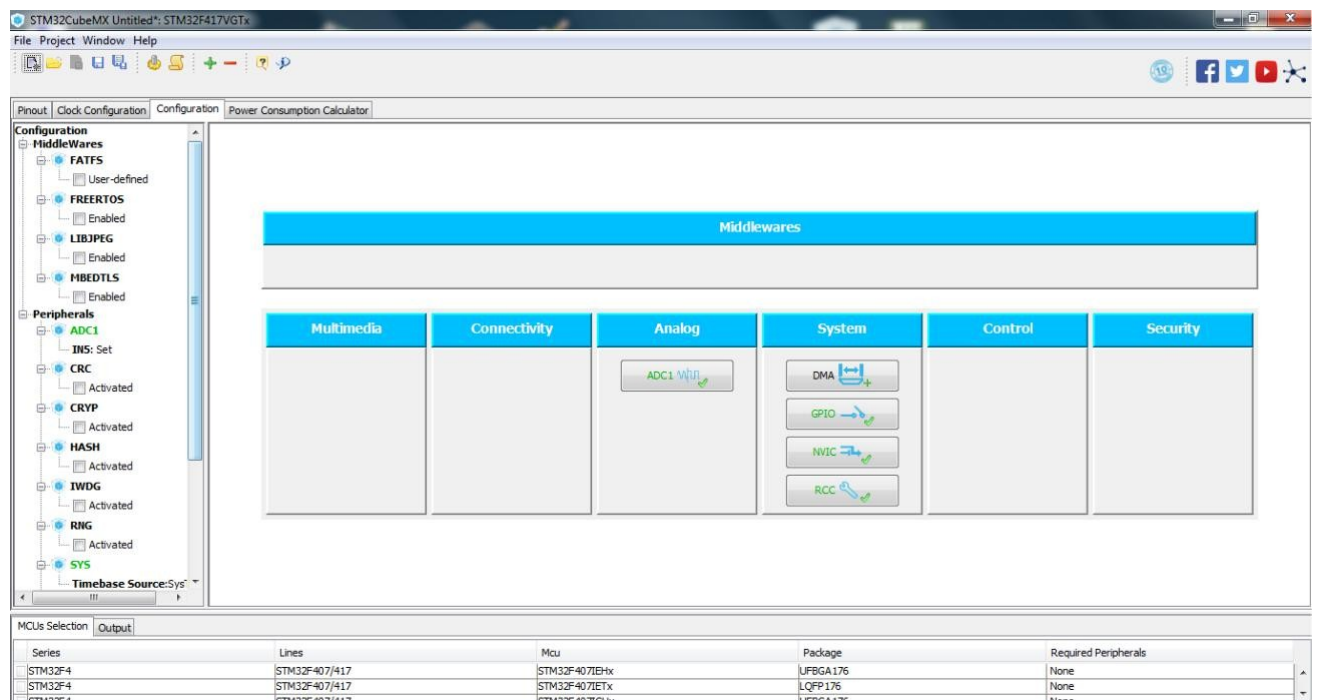 STM32CubeMX Untitled*: STM32F417VGTx
File Project Window Help
19
Pinout Clock Configuration Configuration Power Consumption Calculator
Configuration
MiddleWares
FATFS
User-defined
FREERTOS
Enabled
LIBJPEG
Enabled
MBEDTLS
Enabled
Peripherals
ADC1
IN5: Set
CRC
Activated
CRYP
Activated
HASH
Activated
IWDG
Activated
RNG
Activated
SYS
Timebase Source:Sys
Middlewares
Multimedia Connectivity Analog System Control Security
ADC1 DMA
GPIO
NVIC
RCC
MCUs Selection Output
Series Lines Mcu Package Required Peripherals
STM32F4 STM32F407/417 STM32F407IEHx UFBGA176 None
STM32F4 STM32F407/417 STM32F407IETx LQFP176 None